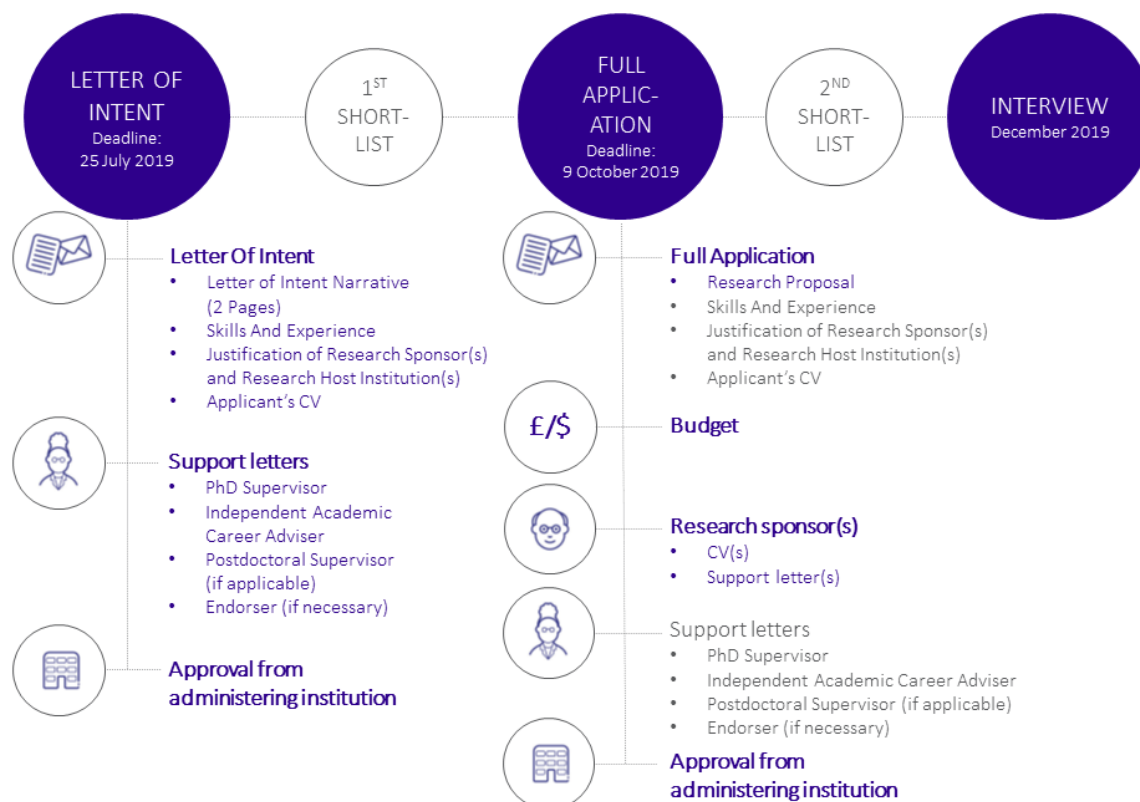 LETTER OF
INTENT
Deadline:
25 July 2019
1ST
SHORT-
LIST
FULL
APPLIC-
ATION
Deadline:
9 October 2019
2ND
SHORT-
LIST
INTERVIEW
December 2019
Letter Of Intent
• Letter of Intent Narrative
(2 Pages)
• Skills And Experience
• Justification of Research Sponsor(s)
and Research Host Institution(s)
• Applicant's CV
Support letters
• PhD Supervisor
• Independent Academic
Career Adviser
• Postdoctoral Supervisor
(if applicable)
• Endorser (if necessary)
Approval from
administering institution
Full Application
• Research Proposal
• Skills And Experience
• Justification of Research Sponsor(s)
and Research Host Institution(s)
• Applicant's CV
£/$
Budget
Research sponsor(s)
• CV(s)
• Support letter(s)
Support letters
• PhD Supervisor
• Independent Academic Career Adviser
• Postdoctoral Supervisor (if applicable)
• Endorser (if necessary)
Approval from
administering institution